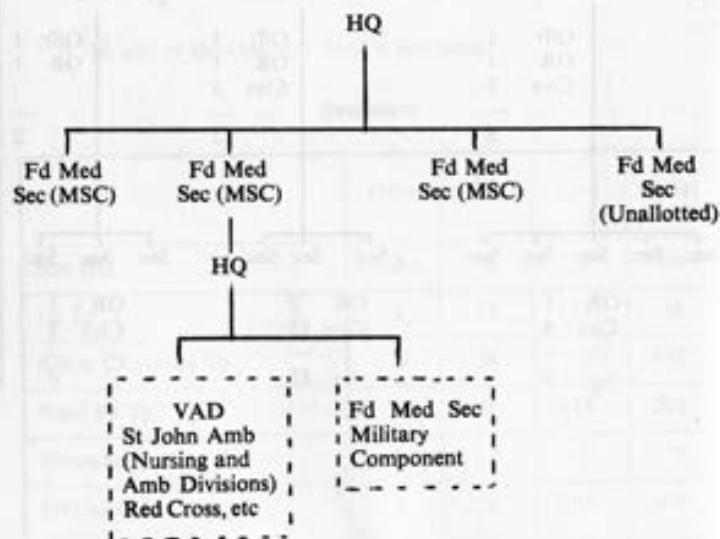 HQ
Fd Med
Sec (MSC)
Fd Med
Sec (MSC)
Fd Med
Sec (MSC)
Fd Med
Sec
(Unallotted)
HQ
VAD
St John Amb
(Nursing and
Amb Divisions)
Red Cross, etc
Fd Med Sec
Military
Component